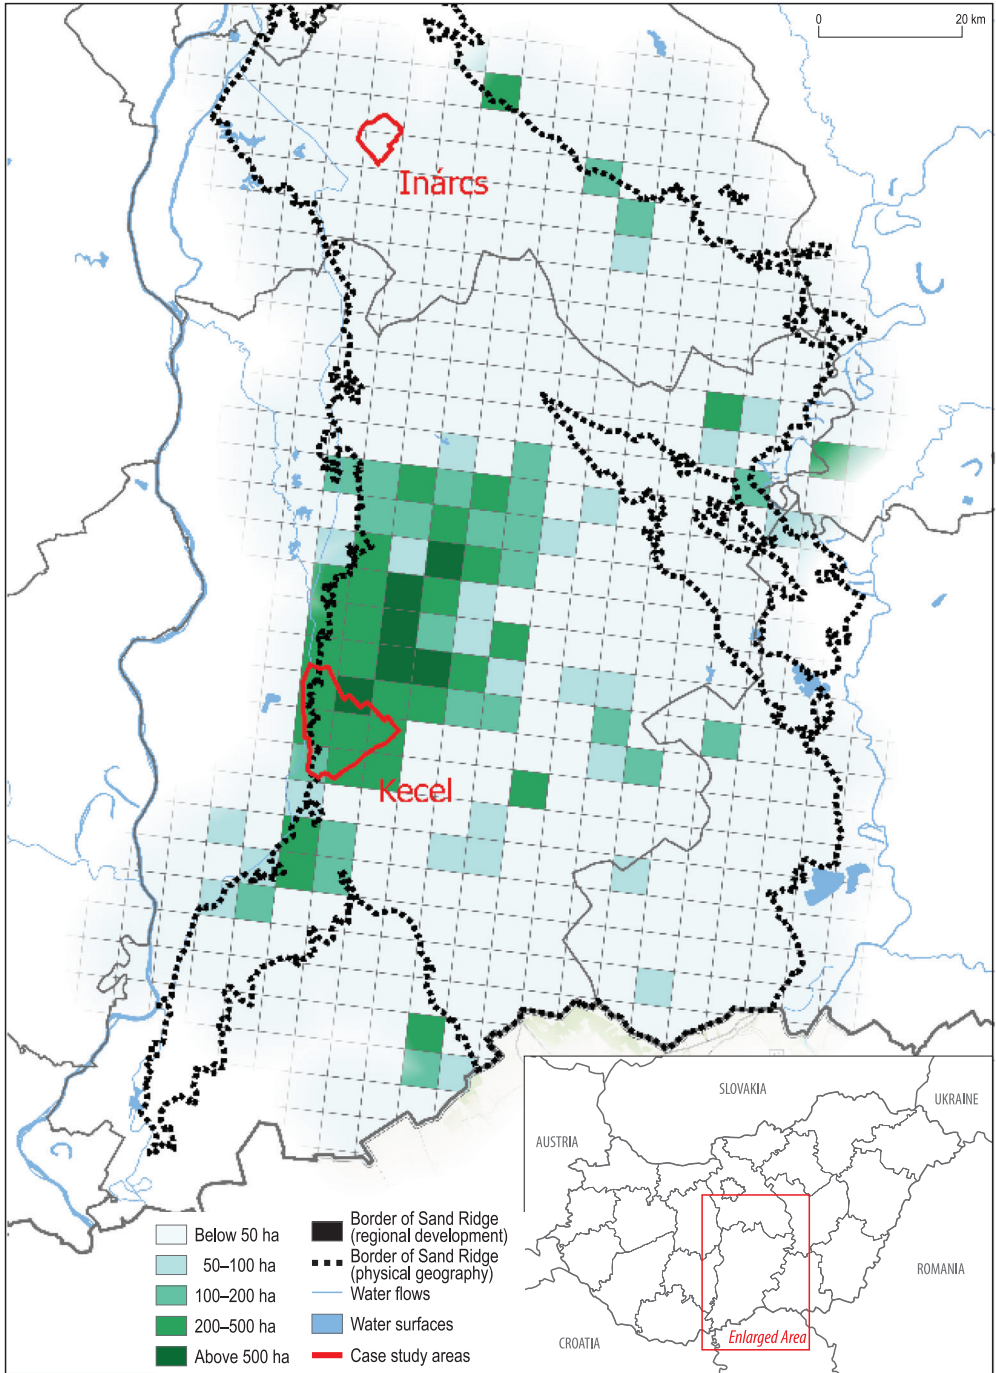 0
20 km
Inárcs
Kecel
Below 50 ha
50–100 ha
100–200 ha
200–500 ha
Above 500 ha
Border of Sand Ridge
(regional development)
Border of Sand Ridge
(physical geography)
Water flows
Water surfaces
Case study areas
SLOVAKIA
UKRAINE
AUSTRIA
ROMANIA
CROATIA
Enlarged Area